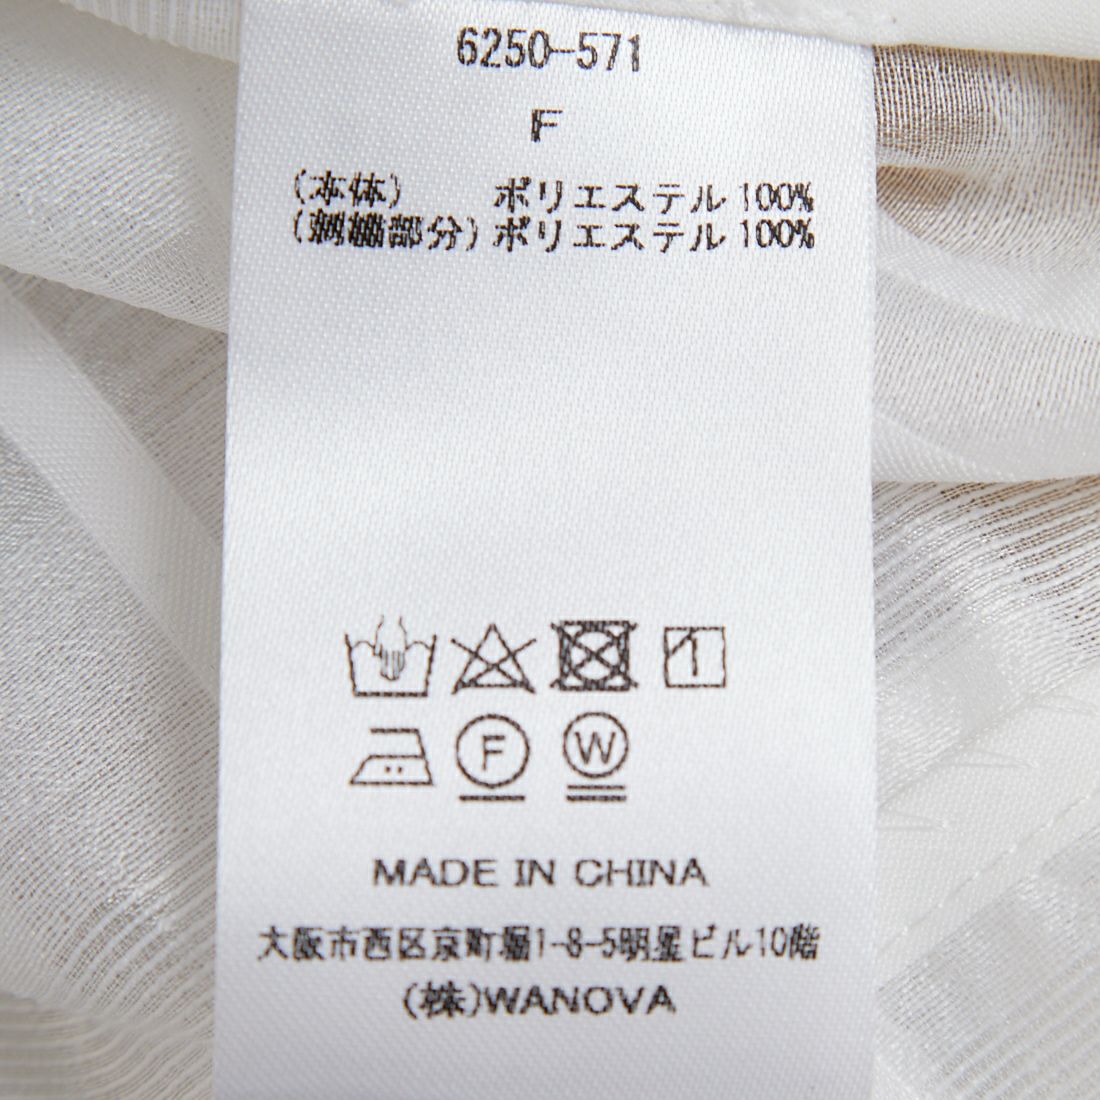 6250-571
F
(本体) ポリエステル 100%
(刺繍部分) ポリエステル 100%
F
W
MADE IN CHINA
大阪市西区京町堀1-8-5明星ビル10階
(株)WANOVA